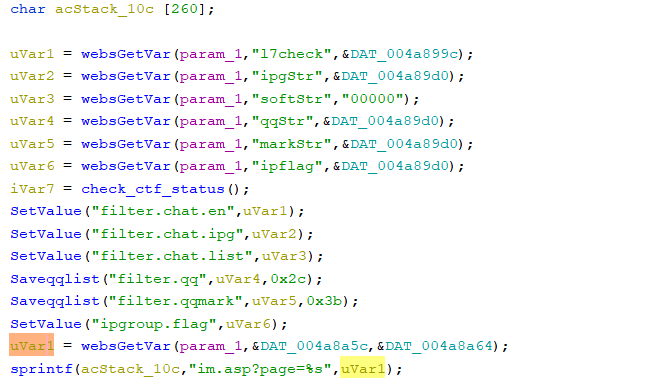 char acStack_10c [260];
uVar1 = websGetVar(param_1,"l7check",&DAT_004a899c);
uVar2 = websGetVar(param_1,"ipgStr",&DAT_004a89d0);
uVar3 = websGetVar(param_1,"softStr","00000");
uVar4 = websGetVar(param_1,"qqStr",&DAT_004a89d0);
uVar5 = websGetVar(param_1,"markStr",&DAT_004a89d0);
uVar6 = websGetVar(param_1,"ipflag",&DAT_004a89d0);
iVar7 = check_ctf_status();
SetValue("filter.chat.en",uVar1);
SetValue("filter.chat.ipg",uVar2);
SetValue("filter.chat.list",uVar3);
Saveqqlist("filter.qq",uVar4,0x2c);
Saveqqlist("filter.qqmark",uVar5,0x3b);
SetValue("ipgroup.flag",uVar6);
uVar1 = websGetVar(param_1,&DAT_004a8a5c,&DAT_004a8a64);
sprintf(acStack_10c,"im.asp?page=%s",uVar1);